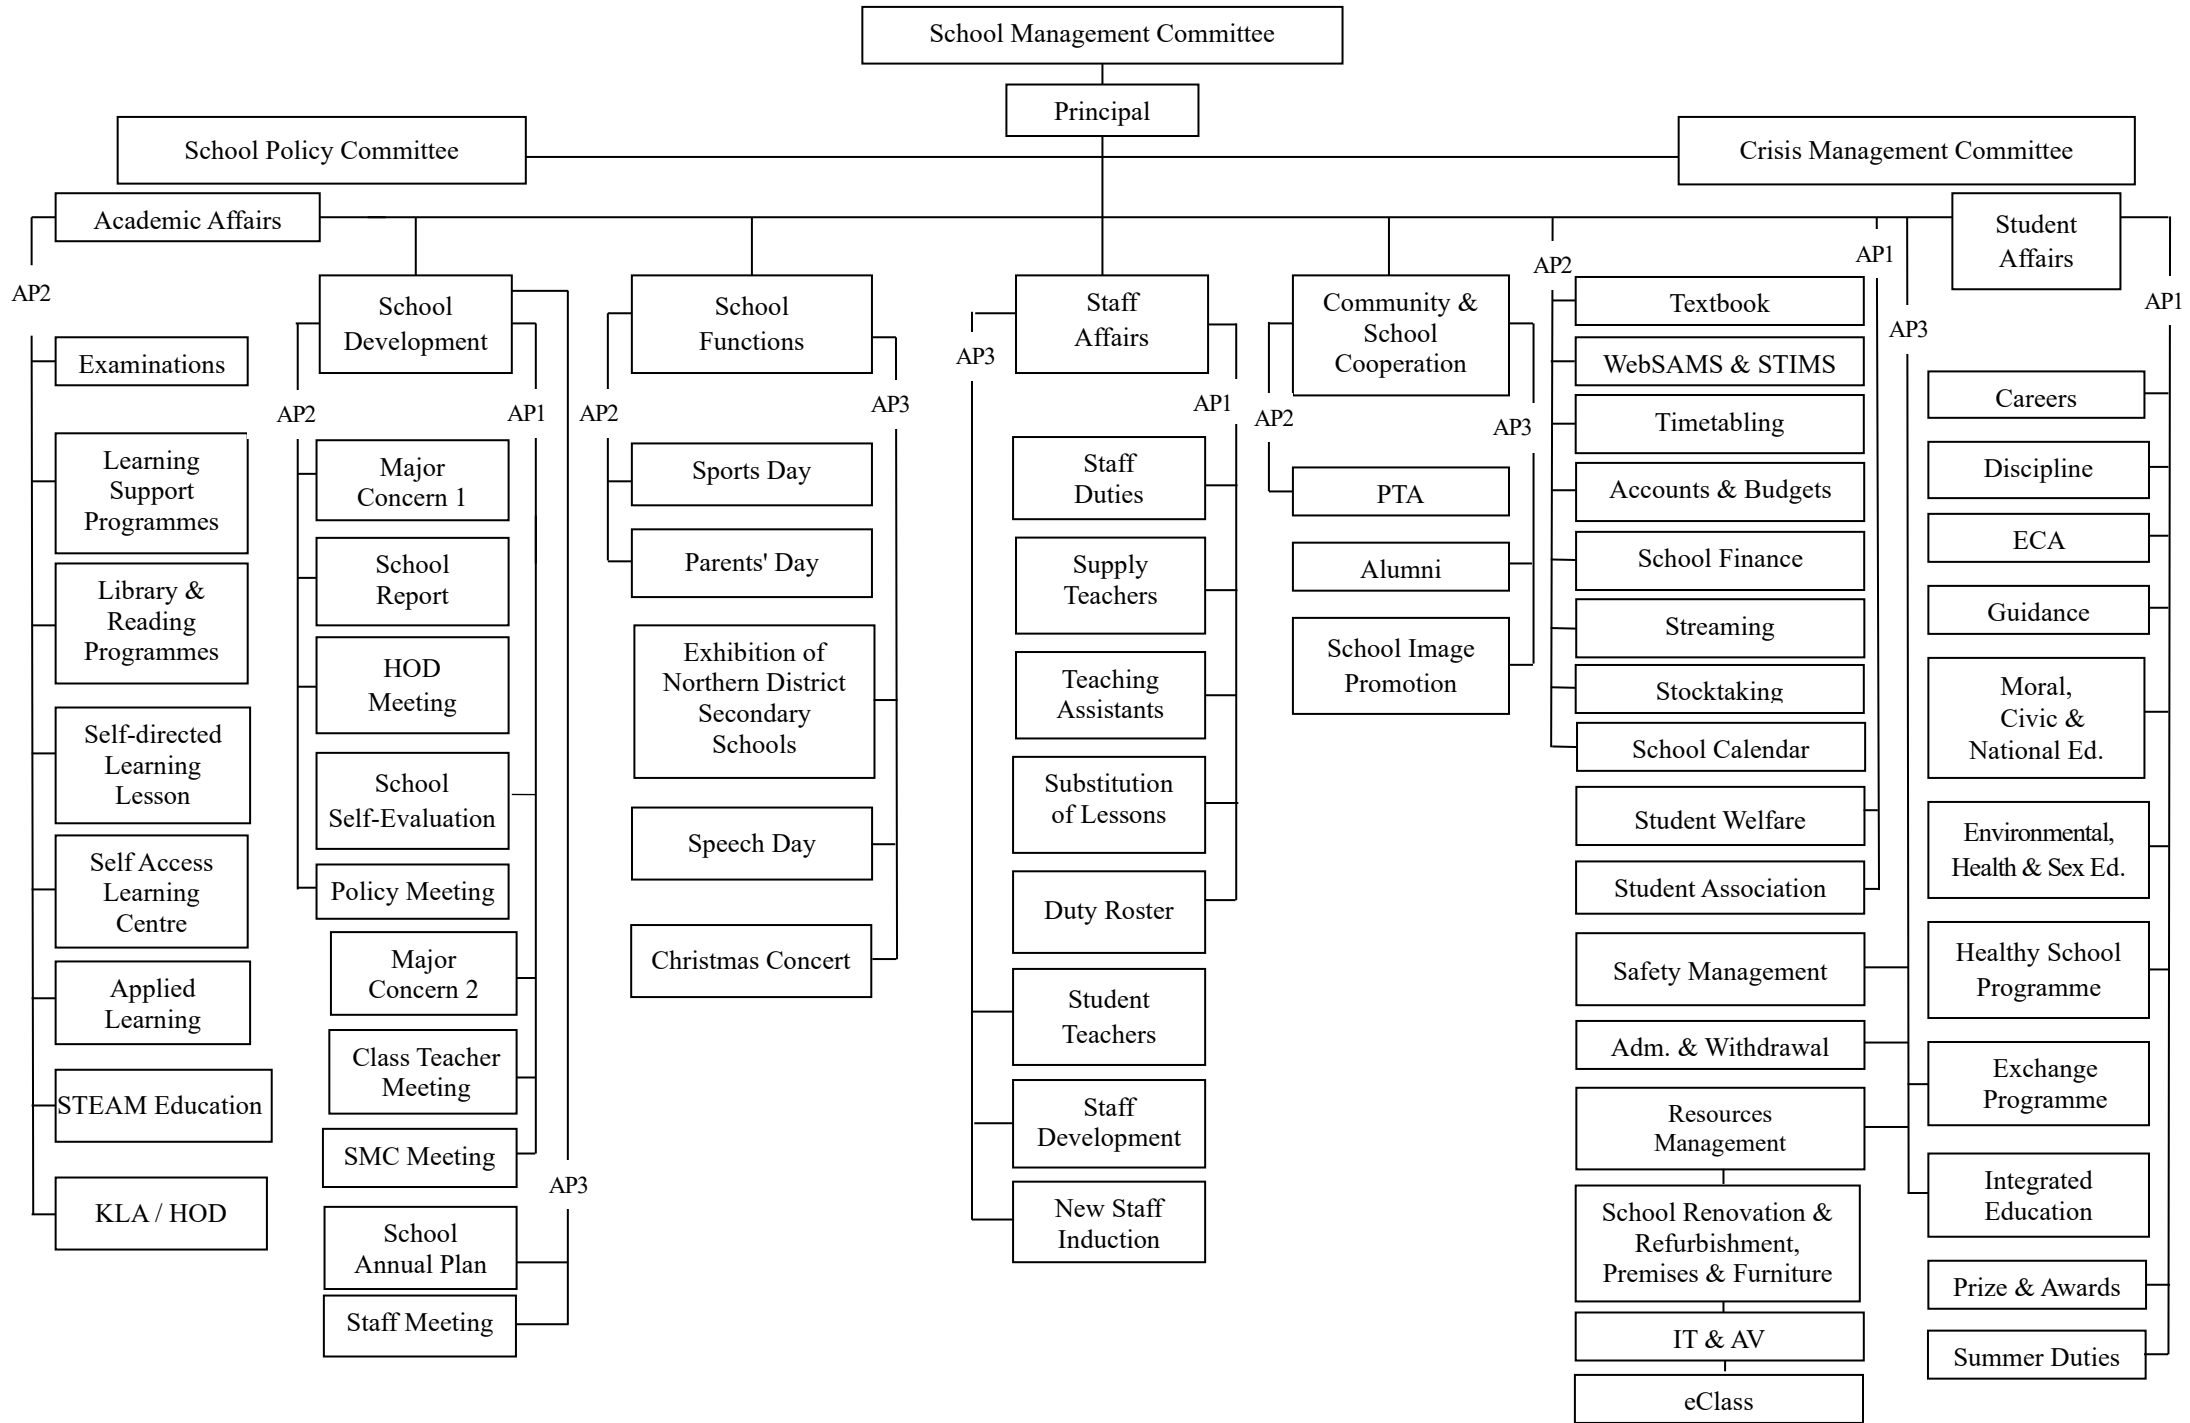 School Management Committee
Principal
School Policy Committee
Crisis Management Committee
Academic Affairs
AP2
Examinations
Learning
Support
Programmes
Library &
Reading
Programmes
Self-directed
Learning
Lesson
Self Access
Learning
Centre
Applied
Learning
STEAM Education
KLA / HOD
School
Development
AP2
AP1
Major
Concern 1
School
Report
HOD
Meeting
School
Self-Evaluation
Policy Meeting
Major
Concern 2
Class Teacher
Meeting
SMC Meeting
AP3
School
Annual Plan
Staff Meeting
School
Functions
AP2
AP3
Sports Day
Parents' Day
Exhibition of
Northern District
Secondary
Schools
Speech Day
Christmas Concert
Staff
Affairs
AP3
AP1
Staff
Duties
Supply
Teachers
Teaching
Assistants
Substitution
of Lessons
Duty Roster
Student
Teachers
Staff
Development
New Staff
Induction
Community &
School
Cooperation
AP2
AP3
PTA
Alumni
School Image
Promotion
AP2
AP1
AP3
Textbook
WebSAMS & STIMS
Timetabling
Accounts & Budgets
School Finance
Streaming
Stocktaking
School Calendar
Student Welfare
Student Association
Safety Management
Adm. & Withdrawal
Resources
Management
School Renovation &
Refurbishment,
Premises & Furniture
IT & AV
eClass
Student
Affairs
AP1
Careers
Discipline
ECA
Guidance
Moral,
Civic &
National Ed.
Environmental,
Health & Sex Ed.
Healthy School
Programme
Exchange
Programme
Integrated
Education
Prize & Awards
Summer Duties